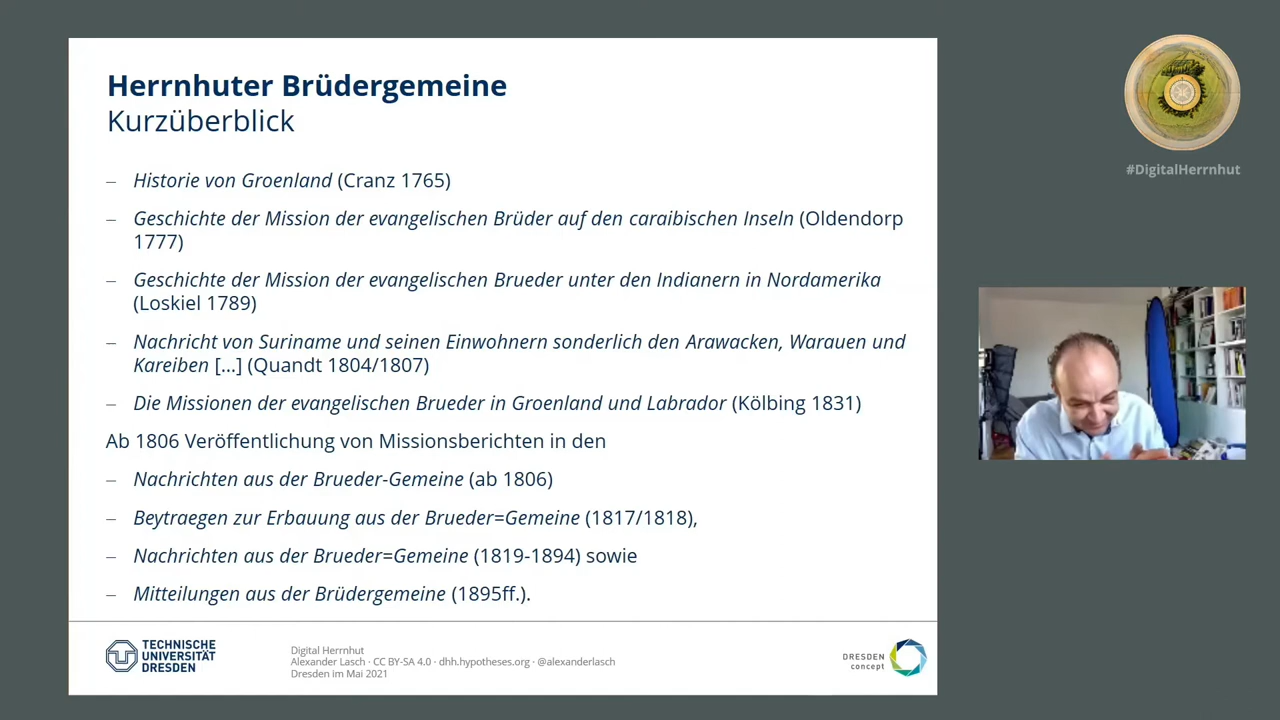 Herrnhuter Brüdergemeine
Kurzüberblick
– Historie von Groenland (Cranz 1765)
– Geschichte der Mission der evangelischen Brüder auf den caraibischen Inseln (Oldendorp
1777)
– Geschichte der Mission der evangelischen Brueder unter den Indianern in Nordamerika
(Loskiel 1789)
– Nachricht von Suriname und seinen Einwohnern sonderlich den Arawacken, Warauen und
Kareiben [...] (Quandt 1804/1807)
– Die Missionen der evangelischen Brueder in Groenland und Labrador (Kölbing 1831)
Ab 1806 Veröffentlichung von Missionsberichten in den
– Nachrichten aus der Brueder-Gemeine (ab 1806)
– Beytraegen zur Erbauung aus der Brueder=Gemeine (1817/1818),
– Nachrichten aus der Brueder=Gemeine (1819-1894) sowie
– Mitteilungen aus der Brüdergemeine (1895ff.).
TECHNISCHE
UNIVERSITÄT
DRESDEN
Digital Herrnhut
Alexander Lasch · CC BY-SA 4.0 · dhh.hypotheses.org · @alexanderlasch
Dresden im Mai 2021
DRESDEN
concept
#DigitalHerrnhut